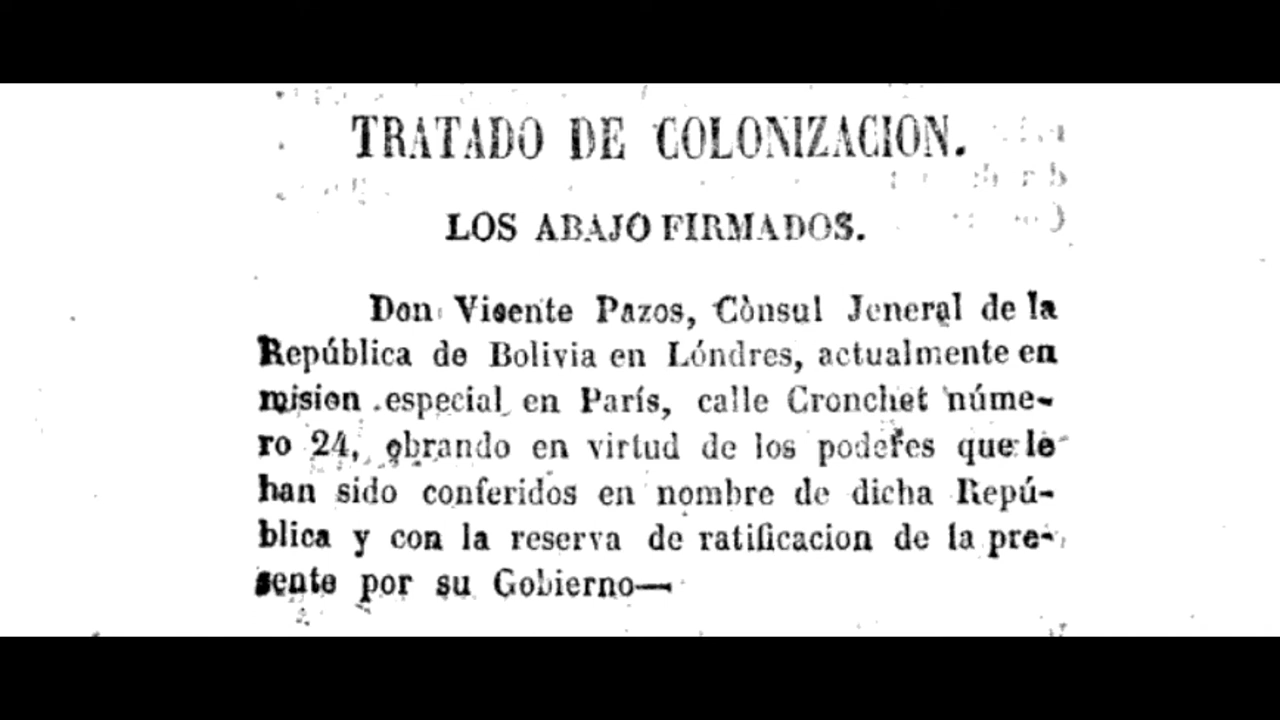 TRATADO DE COLONIZACION.
LOS ABAJO FIRMADOS.
Don Vicente Pazos, Cònsul Jeneral de la
República de Bolivia en Lóndres, actualmente en
mision especial en París, calle Cronchet núme-
ro 24, obrando en virtud de los poderes que le
han sido conferidos en nombre de dicha Repú-
blica y con la reserva de ratificacion de la pre-
sente por su Gobierno—